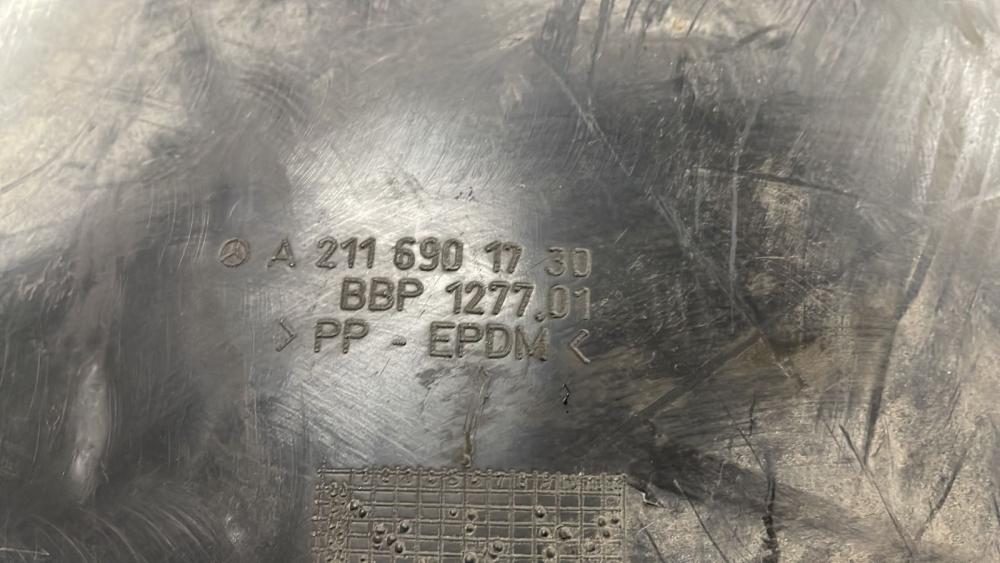 A 211 690 17 30
BBP 1277.01
>PP - EPDM<